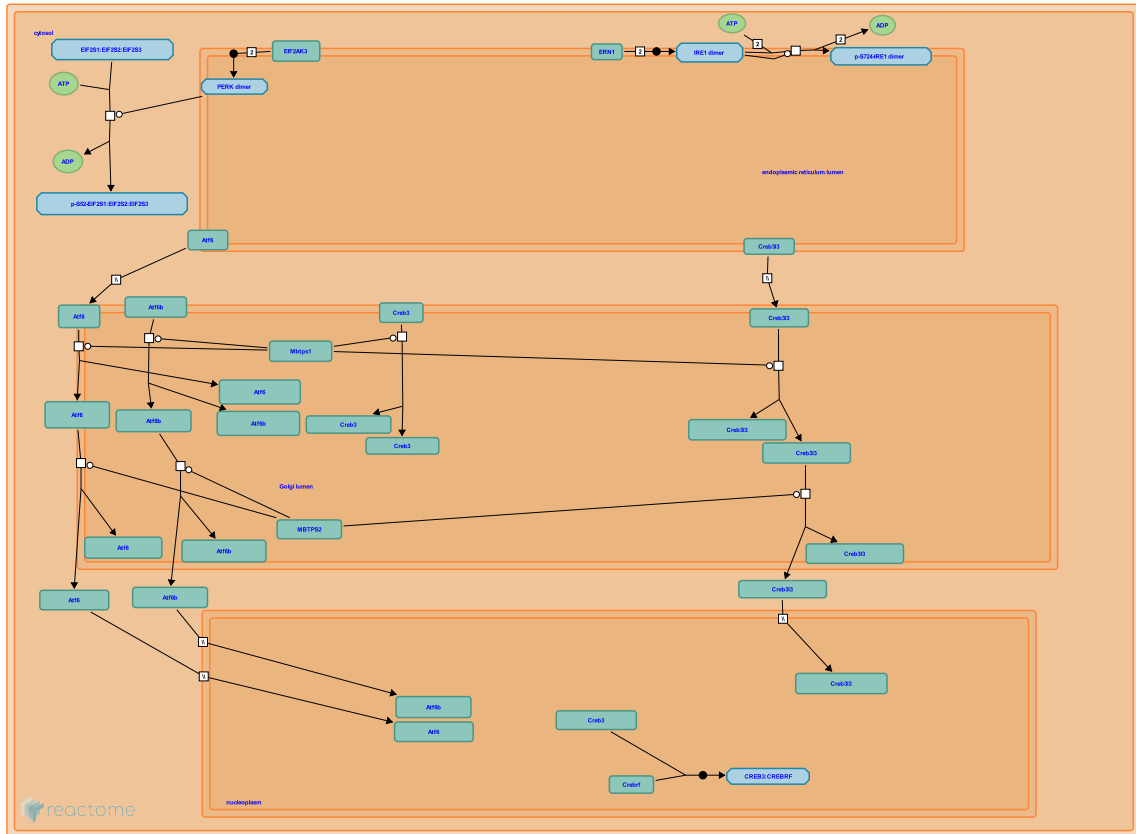 cytosol
EIF2S1:EIF2S2:EIF2S3
ATP
ADP
p-S52-EIF2S1:EIF2S2:EIF2S3
2
EIF2AK3
PERK dimer
ERN1
2
IRE1 dimer
ATP
2
2
ADP
p-S724-IRE1 dimer
endoplasmic reticulum lumen
Atf6
Creb3l3
\\
\\
Atf6
Atf6b
Creb3
Creb3l3
Mbtps1
Atf6
Atf6
Atf6b
Atf6b
Creb3
Creb3
Creb3l3
Creb3l3
Golgi lumen
MBTPS2
Atf6
Atf6b
Creb3l3
Atf6
Atf6b
Creb3l3
\\
\\
\\
Creb3l3
Atf6b
Atf6
Creb3
Crebrf
CREB3:CREBRF
nucleoplasm
reactome